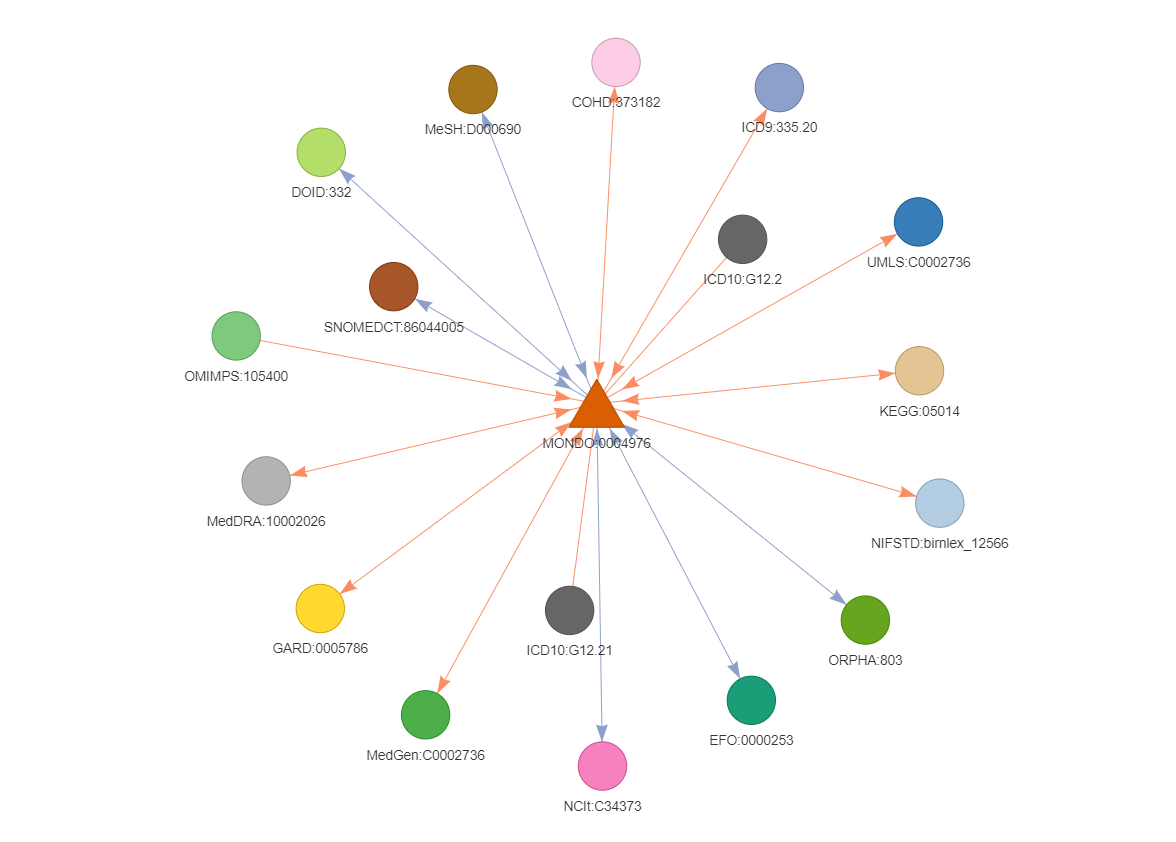 COHD:373182
MeSH:D000690
ICD9:335.20
DOID:332
UMLS:C0002736
ICD10:G12.2
SNOMEDCT:86044005
OMIMPS:105400
KEGG:05014
MONDO:0004976
MedDRA:10002026
NIFSTD:birnlex_12566
GARD:0005786
ICD10:G12.21
ORPHA:803
EFO:0000253
MedGen:C0002736
NCIt:C34373